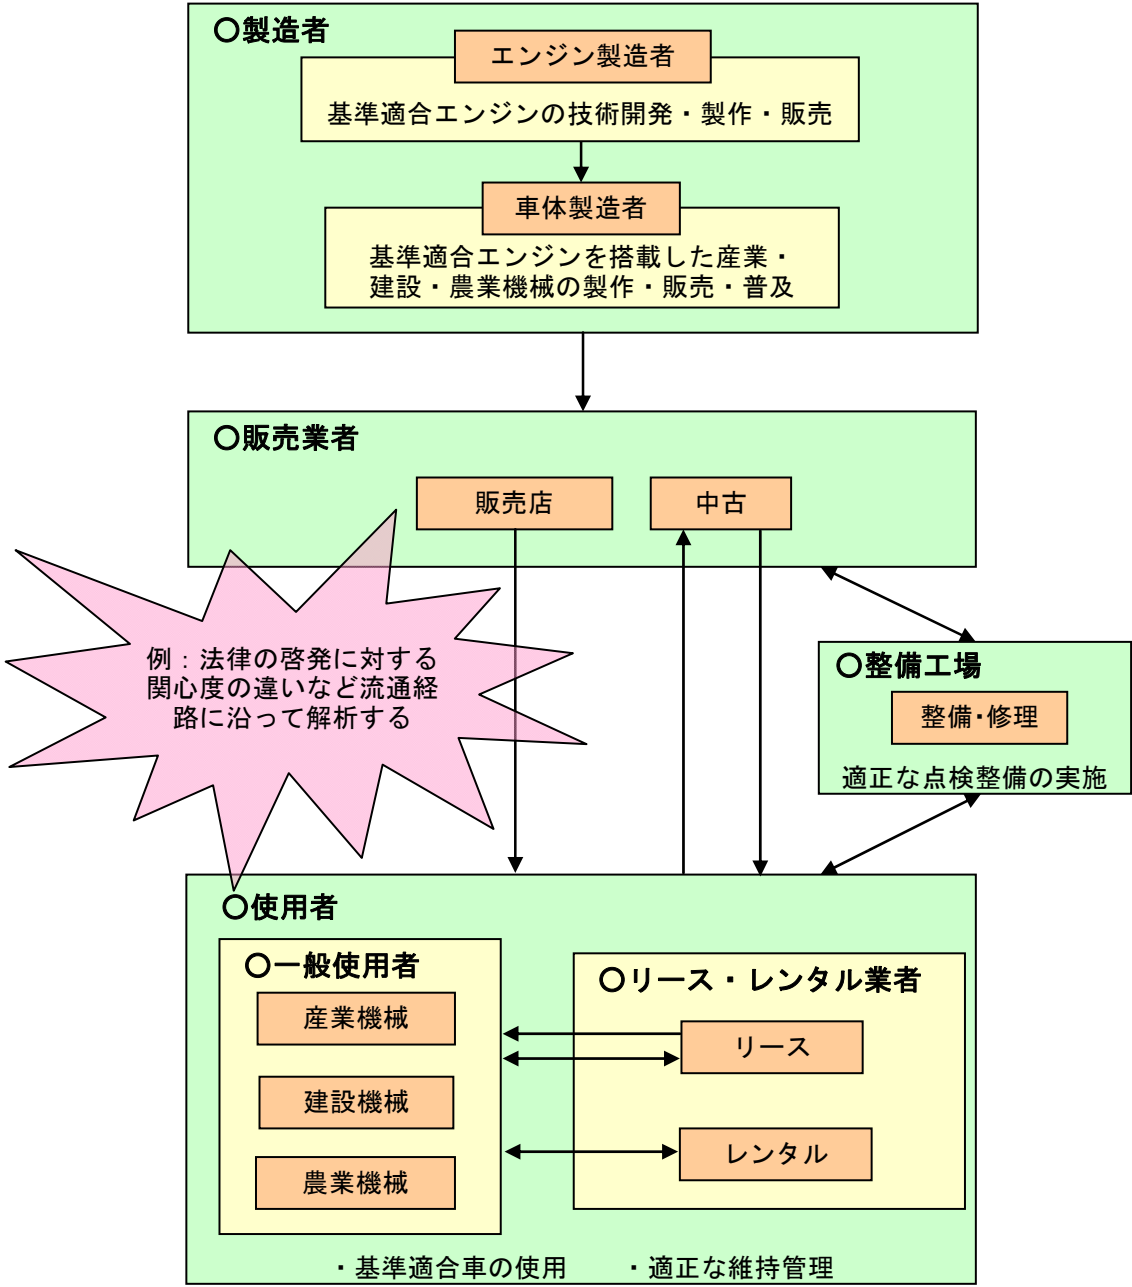 〇製造者
エンジン製造者
基準適合エンジンの技術開発・製作・販売
車体製造者
基準適合エンジンを搭載した産業・
建設・農業機械の製作・販売・普及
〇販売業者
販売店
中古
例：法律の啓発に対する
関心度の違いなど流通経
路に沿って解析する
〇整備工場
整備・修理
適正な点検整備の実施
〇使用者
〇一般使用者
産業機械
建設機械
農業機械
〇リース・レンタル業者
リース
レンタル
・基準適合車の使用　・適正な維持管理